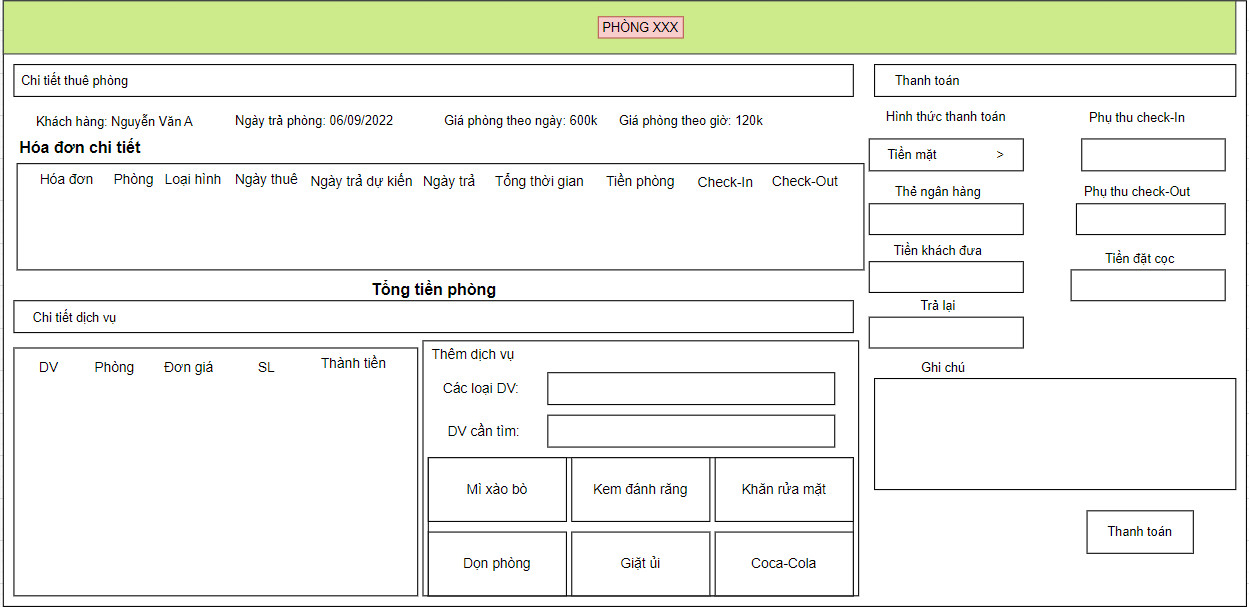 PHÒNG XXX
Chi tiết thuê phòng
Khách hàng: Nguyễn Văn A
Ngày trả phòng: 06/09/2022
Giá phòng theo ngày: 600k
Giá phòng theo giờ: 120k
Hóa đơn chi tiết
Hóa đơn
Phòng
Loại hình
Ngày thuê
Ngày trả dự kiến
Ngày trả
Tổng thời gian
Tiền phòng
Check-In
Check-Out
Tổng tiền phòng
Chi tiết dịch vụ
DV
Phòng
Đơn giá
SL
Thành tiền
Thêm dịch vụ
Các loại DV:
DV cần tìm:
Mì xào bò
Kem đánh răng
Khăn rửa mặt
Dọn phòng
Giặt ủi
Coca-Cola
Thanh toán
Hình thức thanh toán
Phụ thu check-In
Tiền mặt >
Thẻ ngân hàng
Phụ thu check-Out
Tiền khách đưa
Tiền đặt cọc
Trả lại
Ghi chú
Thanh toán